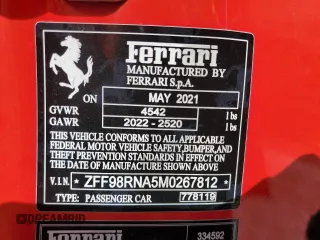 Ferrari
MANUFACTURED BY
FERRARI S.p.A.
ON MAY 2021
GVWR 4542 lbs
GAWR 2022 - 2520 lbs
THIS VEHICLE CONFORMS TO ALL APPLICABLE
FEDERAL MOTOR VEHICLE SAFETY,BUMPER,AND
THEFT PREVENTION STANDARDS IN EFFECT ON
THE DATE OF MANUFACTURE SHOWN ABOVE
V.I.N. *ZFF98RNA5M0267812*
TYPE: PASSENGER CAR 778119
DREAMRID
Ferrari
334592